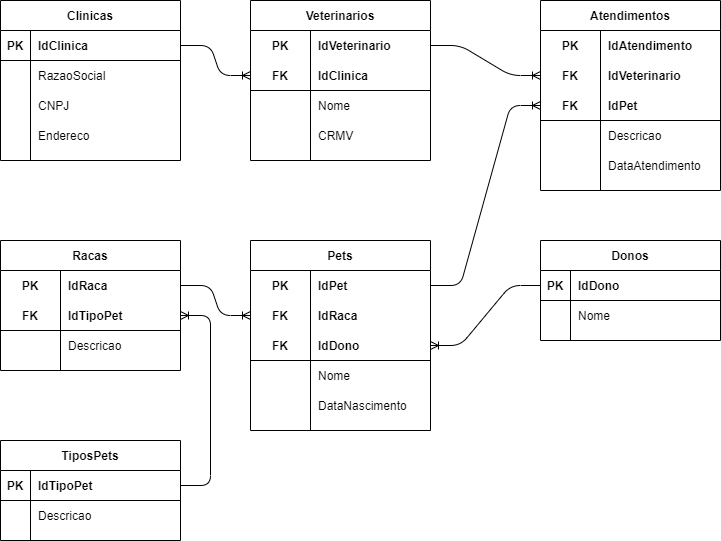 Clinicas
PK IdClinica
RazaoSocial
CNPJ
Endereco
Veterinarios
PK IdVeterinario
FK IdClinica
Nome
CRMV
Atendimentos
PK IdAtendimento
FK IdVeterinario
FK IdPet
Descricao
DataAtendimento
Racas
PK IdRaca
FK IdTipoPet
Descricao
Pets
PK IdPet
FK IdRaca
FK IdDono
Nome
DataNascimento
Donos
PK IdDono
Nome
TiposPets
PK IdTipoPet
Descricao